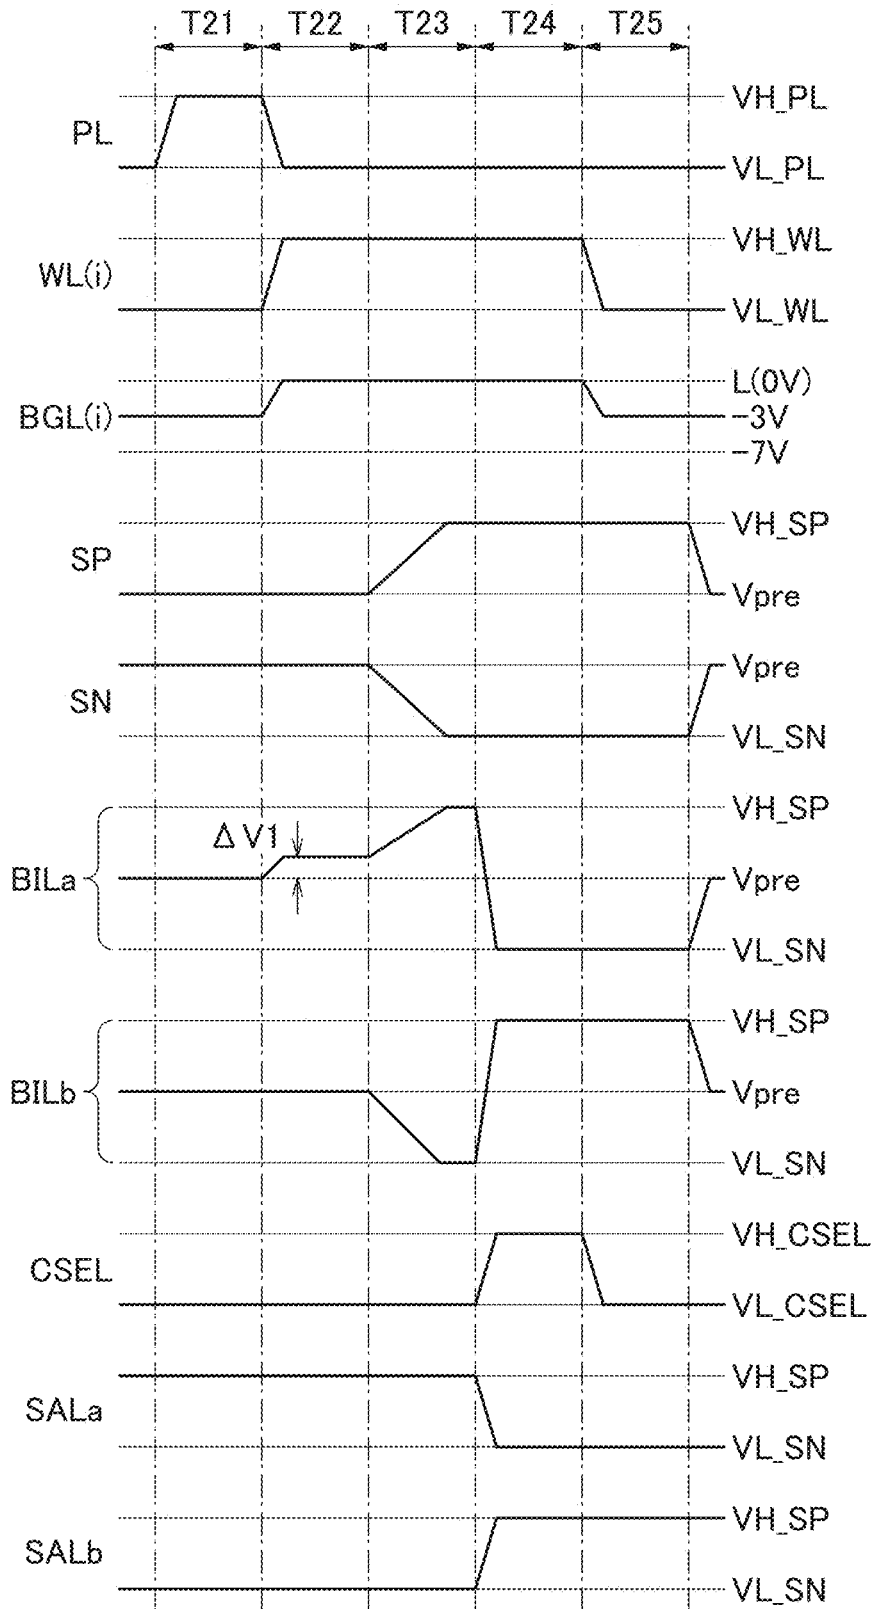 T21 T22 T23 T24 T25
VH_PL
PL
VL_PL
VH_WL
WL(i)
VL_WL
L(0V)
BGL(i)
-3V
-7V
VH_SP
SP
Vpre
Vpre
SN
VL_SN
VH_SP
ΔV1
BILa
Vpre
VL_SN
VH_SP
BILb
Vpre
VL_SN
VH_CSEL
CSEL
VL_CSEL
VH_SP
SALa
VL_SN
VH_SP
SALb
VL_SN